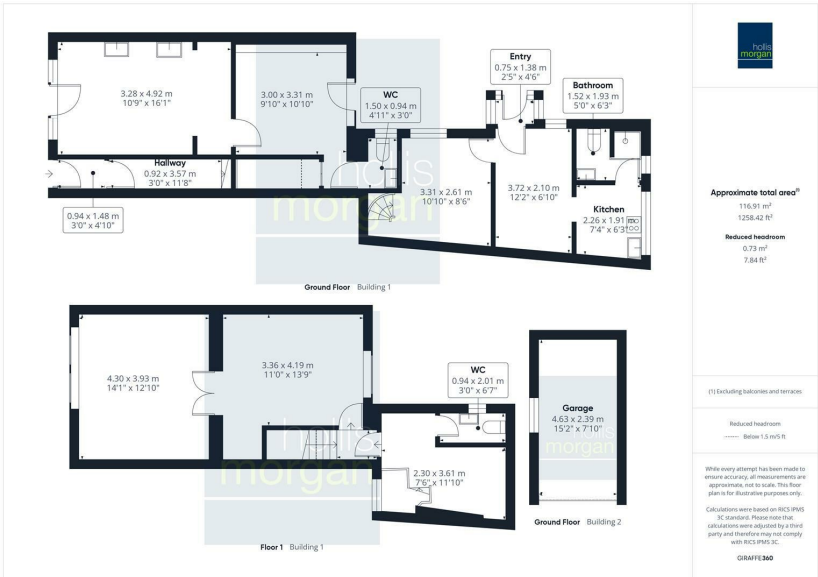 3.28 x 4.92 m
10'9" x 16'1"
3.00 x 3.31 m
9'10" x 10'10"
WC
1.50 x 0.94 m
4'11" x 3'0"
Entry
0.75 x 1.38 m
2'5" x 4'6"
Bathroom
1.52 x 1.93 m
5'0" x 6'3"
Hallway
0.92 x 3.57 m
3'0" x 11'8"
0.94 x 1.48 m
3'0" x 4'10"
3.31 x 2.61 m
10'10" x 8'6"
3.72 x 2.10 m
12'2" x 6'10"
Kitchen
2.26 x 1.91 m
7'4" x 6'3"
hollis
morgan
Ground Floor Building 1
4.30 x 3.93 m
14'1" x 12'10"
3.36 x 4.19 m
11'0" x 13'9"
WC
0.94 x 2.01 m
3'0" x 6'7"
2.30 x 3.61 m
7'6" x 11'10"
hollis
morgan
Floor 1 Building 1
Garage
4.63 x 2.39 m
15'2" x 7'10"
hollis
morgan
Ground Floor Building 2
hollis
morgan
Approximate total area(1)
116.91 m²
1258.42 ft²
Reduced headroom
0.73 m²
7.84 ft²
(1) Excluding balconies and terraces
Reduced headroom
Below 1.5 m/5 ft
While every attempt has been made to
ensure accuracy, all measurements are
approximate, not to scale. This floor
plan is for illustrative purposes only.
Calculations were based on RICS IPMS
3C standard. Please note that
calculations were adjusted by a third
party and therefore may not comply
with RICS IPMS 3C.
GIRAFFE360